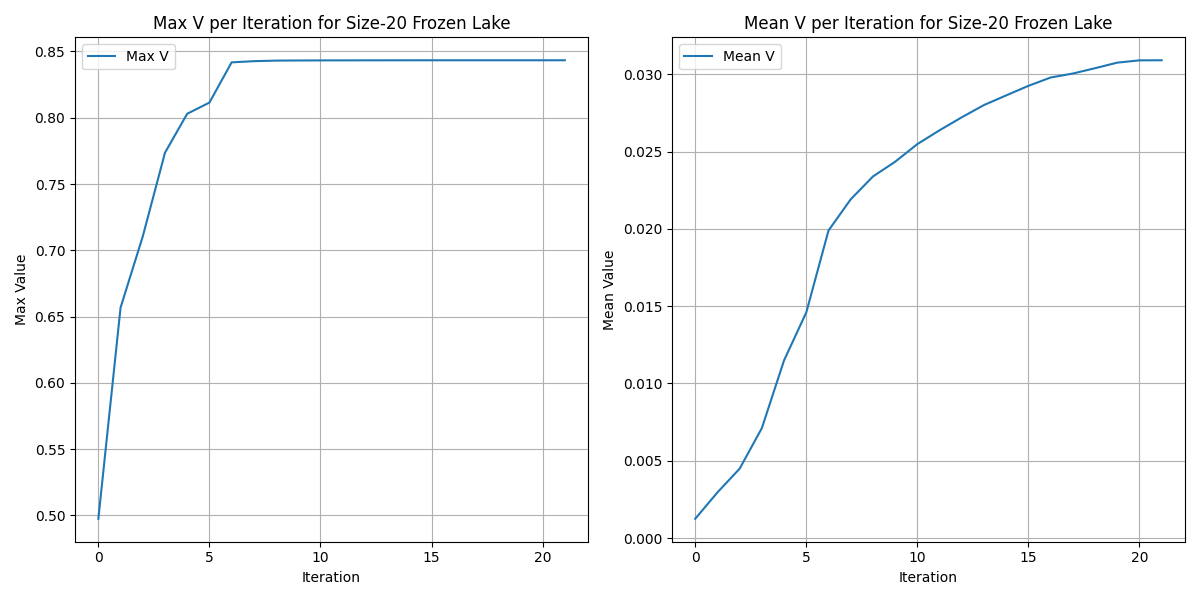 Max V per Iteration for Size-20 Frozen Lake
Max V
0.85
0.80
0.75
0.70
0.65
0.60
0.55
0.50
Max Value
0 5 10 15 20
Iteration
Mean V per Iteration for Size-20 Frozen Lake
Mean V
0.030
0.025
0.020
0.015
0.010
0.005
0.000
Mean Value
0 5 10 15 20
Iteration